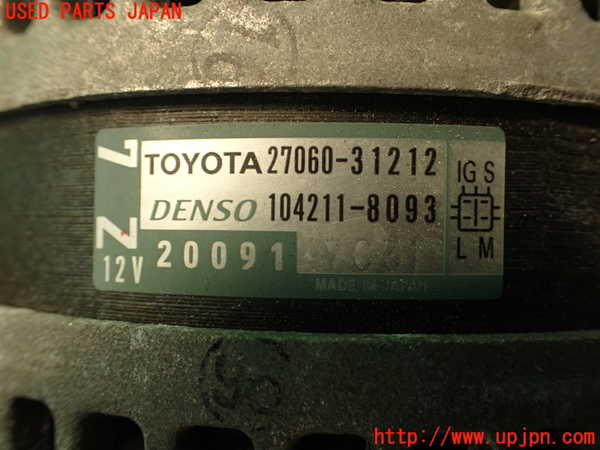 USED PARTS JAPAN
Z Z
TOYOTA 27060-31212
IG S
DENSO 104211-8093
L M
12V
20091
MADE IN JAPAN
http://www.upjpn.com/